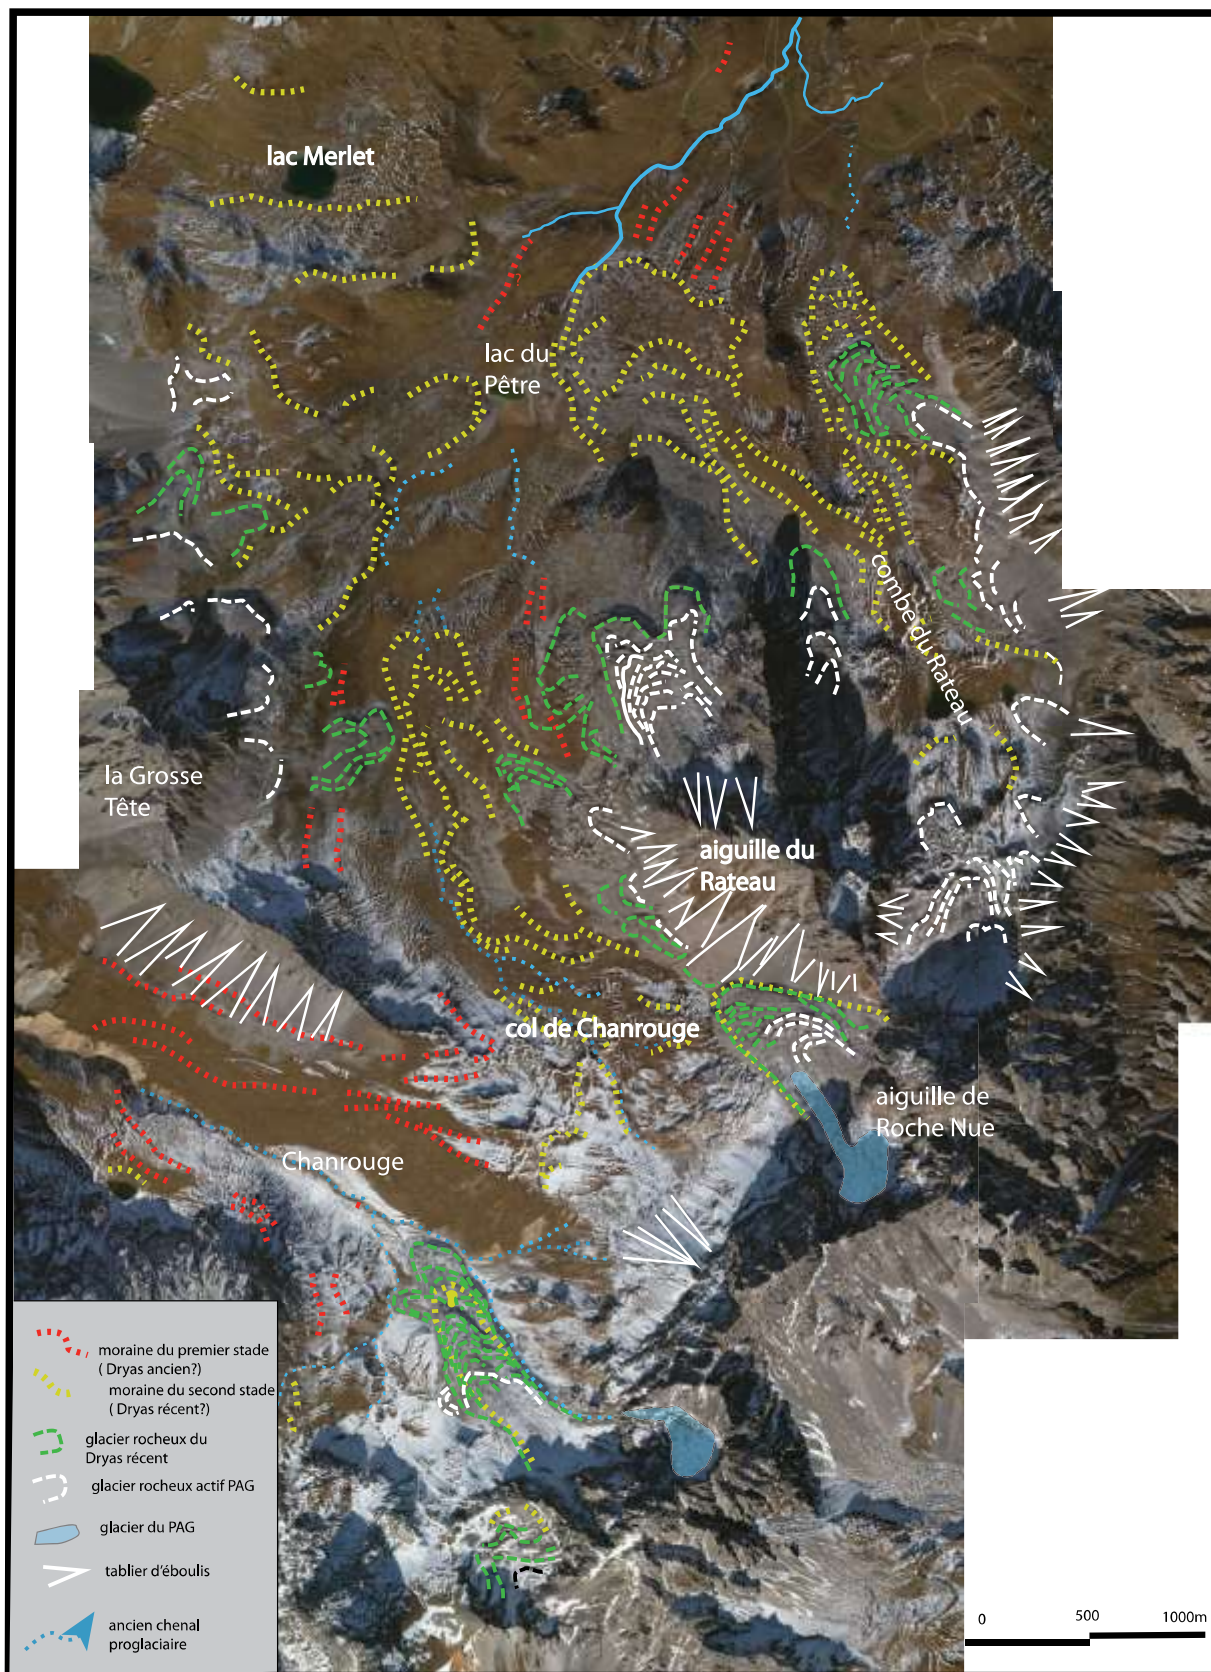 lac Merlet
?
lac du
Pêtre
combe du Rateau
la Grosse
Tête
aiguille du
Rateau
col de Chanrouge
aiguille de
Roche Nue
Chanrouge
moraine du premier stade
( Dryas ancien?)
moraine du second stade
( Dryas récent?)
glacier rocheux du
Dryas récent
glacier rocheux actif PAG
glacier du PAG
tablier d'éboulis
ancien chenal
proglaciaire
0 500 1000m